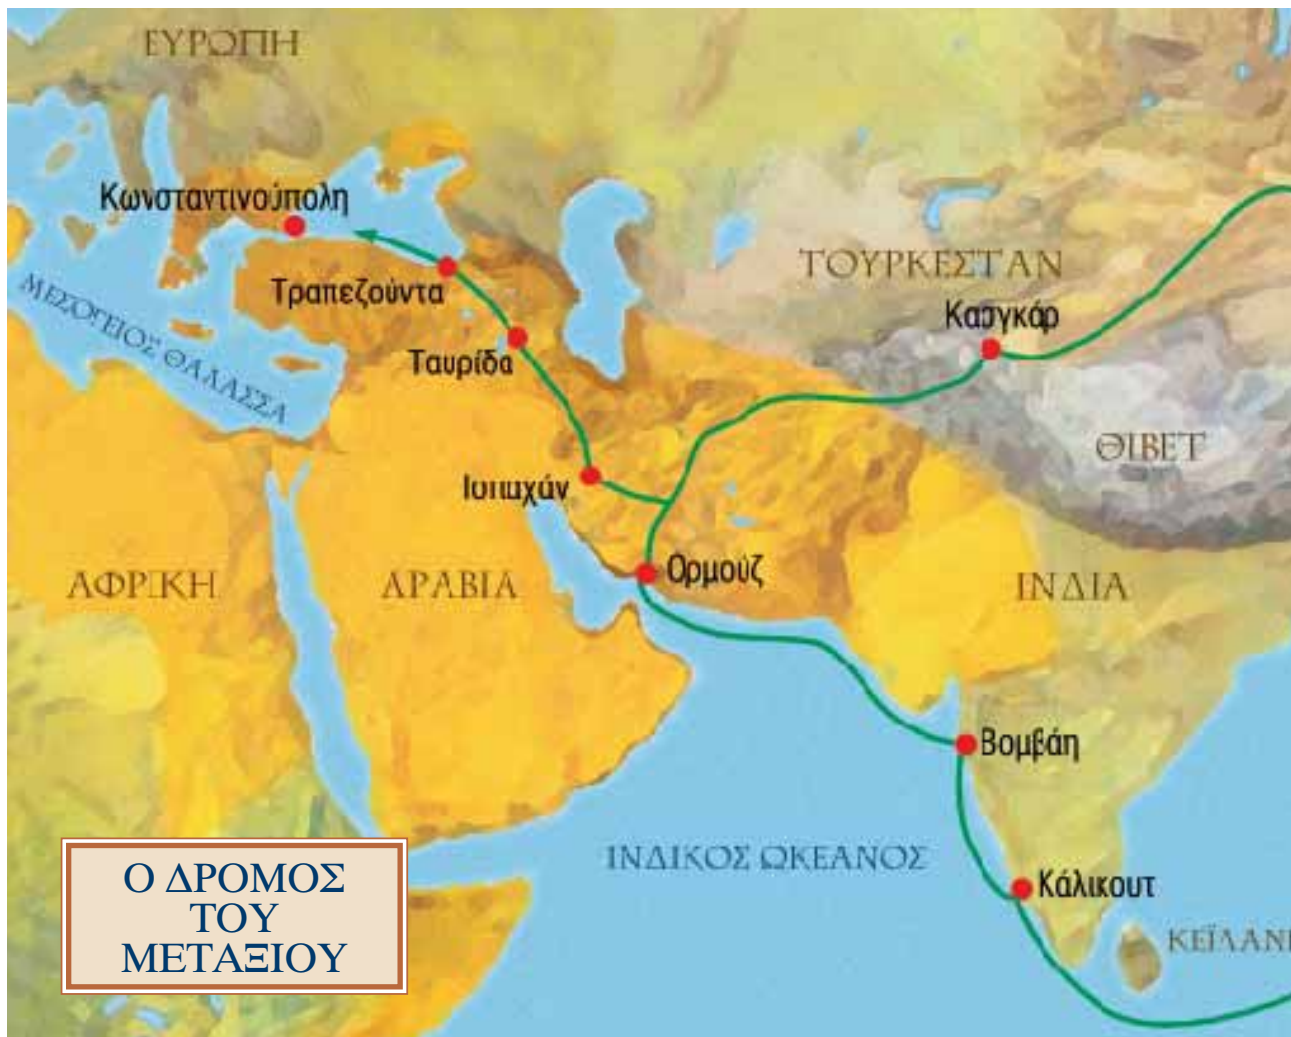 ΕΥΡΩΠΗ
Κωνσταντινούπολη
ΤΟΥΡΚΕΣΤΑΝ
Τραπεζούντα
ΜΕΣΟΓΕΙΟΣ ΘΑΛΑΣΣΑ
Κασγκάρ
Ταυρίδα
ΘΙΒΕΤ
Ισπαχάν
Ορμούζ
ΑΦΡΙΚΗ
ΑΡΑΒΙΑ
ΙΝΔΙΑ
Βομβάη
ΙΝΔΙΚΟΣ ΩΚΕΑΝΟΣ
Κάλικουτ
ΚΕΪΛΑΝΗ
Ο ΔΡΟΜΟΣ
ΤΟΥ
ΜΕΤΑΞΙΟΥ